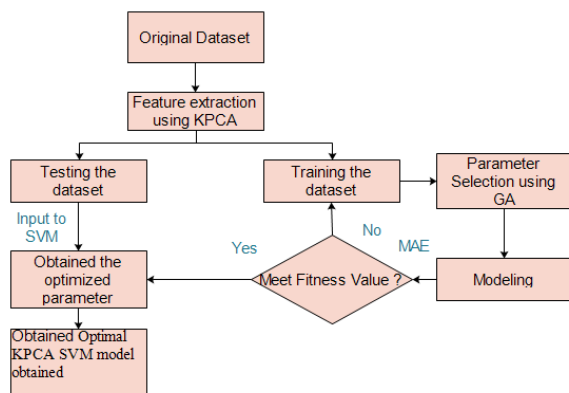 Original Dataset
Feature extraction
using KPCA
Testing the
dataset
Training the
dataset
Parameter
Selection using
GA
Input to
SVM
Yes
No
MAE
Obtained the
optimized
parameter
Meet Fitness Value ?
Modeling
Obtained Optimal
KPCA SVM model
obtained